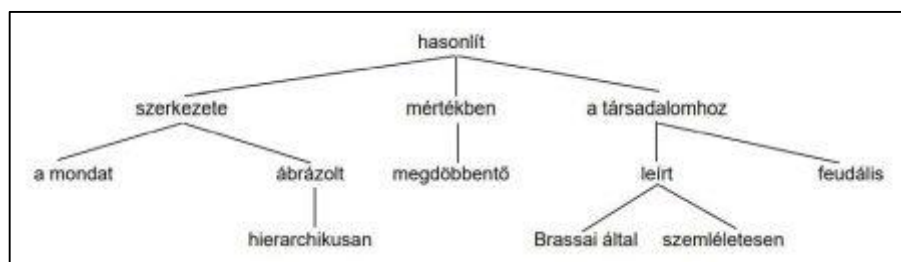 hasonlít
szerkezete mértékben a társadalomhoz
a mondat ábrázolt megdöbbentő leírt feudális
hierarchikusan Brassai által szemléletesen